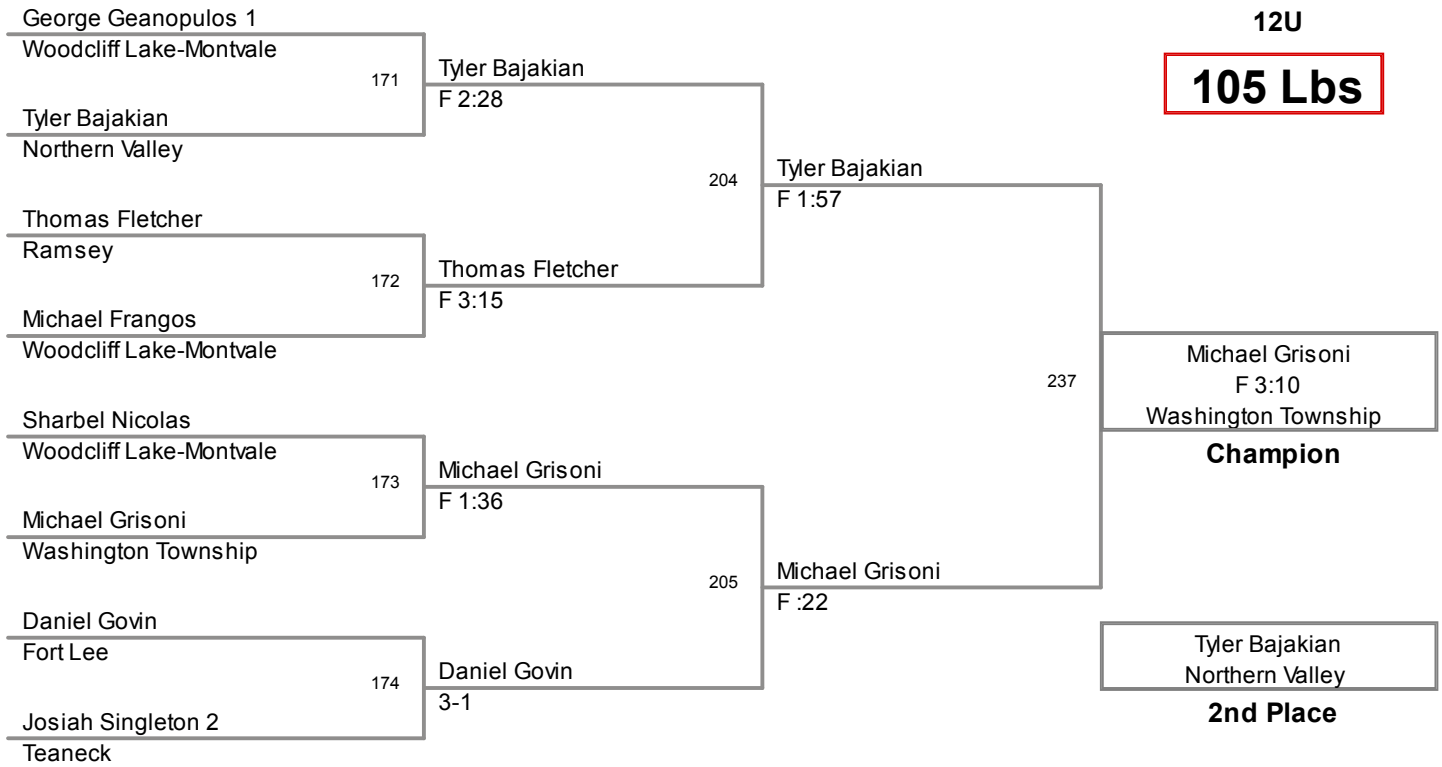 George Geanopulos 1
Woodcliff Lake-Montvale
171
Tyler Bajakian
Northern Valley
Tyler Bajakian
F 2:28
Thomas Fletcher
Ramsey
172
Michael Frangos
Woodcliff Lake-Montvale
Thomas Fletcher
F 3:15
204
Tyler Bajakian
F 1:57
Sharbel Nicolas
Woodcliff Lake-Montvale
173
Michael Grisoni
Washington Township
Michael Grisoni
F 1:36
Daniel Govin
Fort Lee
174
Josiah Singleton 2
Teaneck
Daniel Govin
3-1
205
Michael Grisoni
F :22
237
12U
105 Lbs
Michael Grisoni
F 3:10
Washington Township
Champion
Tyler Bajakian
Northern Valley
2nd Place